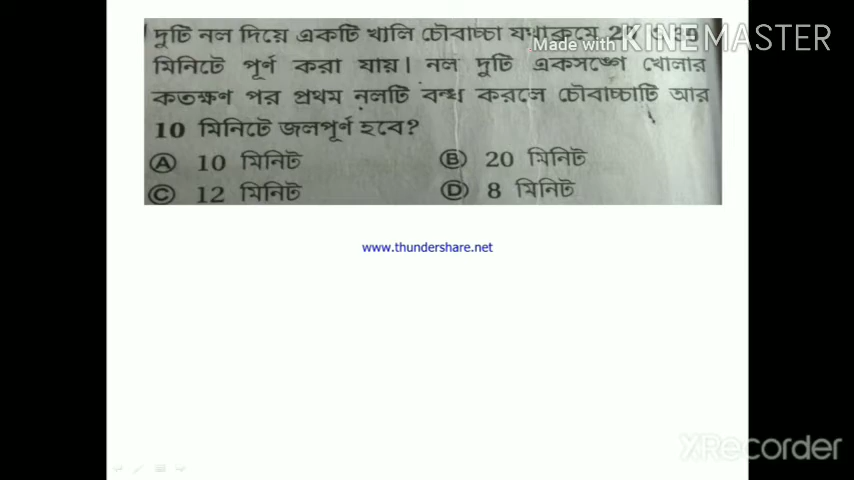 দুটি নল দিয়ে একটি খালি চৌবাচ্চা যথাক্রমে
Made with KINEMASTER
মিনিটে পূর্ণ করা যায়। নল দুটি একসঙ্গে খোলার
কতক্ষণ পর প্রথম নলটি বন্ধ করলে চৌবাচ্চাটি আর
10 মিনিটে জলপূর্ণ হবে?
Ⓐ 10 মিনিট Ⓑ 20 মিনিট
Ⓒ 12 মিনিট Ⓓ 8 মিনিট
www.thundershare.net
XRecorder